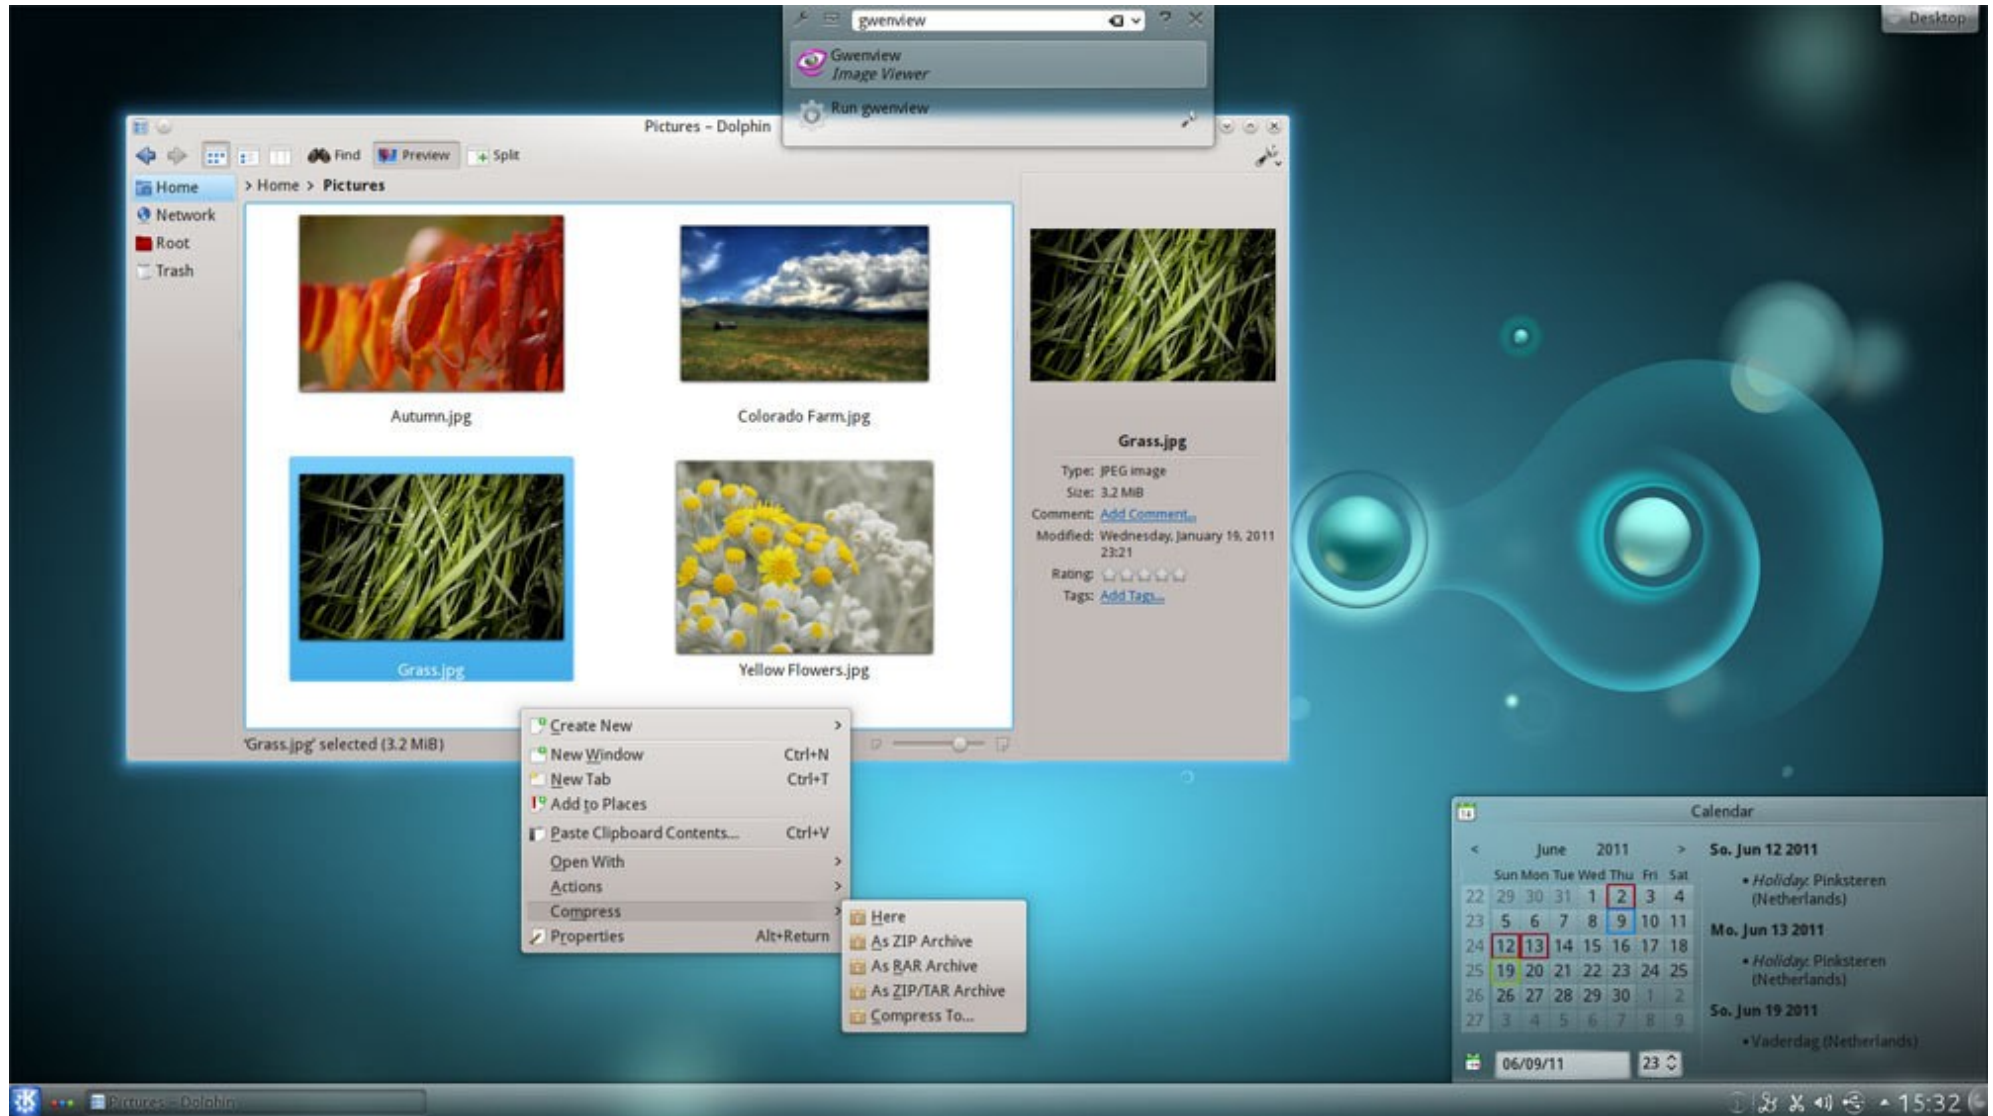 gwenview
?
Gwenview
Image Viewer
Run gwenview
Desktop
Pictures – Dolphin
Find
Preview
Split
Home
Network
Root
Trash
> Home > Pictures
Autumn.jpg
Colorado Farm.jpg
Grass.jpg
Yellow Flowers.jpg
Grass.jpg
Type: JPEG image
Size: 3.2 MiB
Comment: Add Comment...
Modified: Wednesday, January 19, 2011
23:21
Rating:
Tags: Add Tags...
'Grass.jpg' selected (3.2 MiB)
Create New >
New Window Ctrl+N
New Tab Ctrl+T
Add to Places
Paste Clipboard Contents... Ctrl+V
Open With >
Actions >
Compress >
Properties Alt+Return
Here
As ZIP Archive
As RAR Archive
As ZIP/TAR Archive
Compress To...
14
Calendar
< June 2011 >
Sun Mon Tue Wed Thu Fri Sat
22 29 30 31 1 2 3 4
23 5 6 7 8 9 10 11
24 12 13 14 15 16 17 18
25 19 20 21 22 23 24 25
26 26 27 28 29 30 1 2
27 3 4 5 6 7 8 9
06/09/11 23
So. Jun 12 2011
• Holiday: Pinksteren
(Netherlands)
Mo. Jun 13 2011
• Holiday: Pinksteren
(Netherlands)
So. Jun 19 2011
• Vaderdag (Netherlands)
K
Pictures – Dolphin
15:32